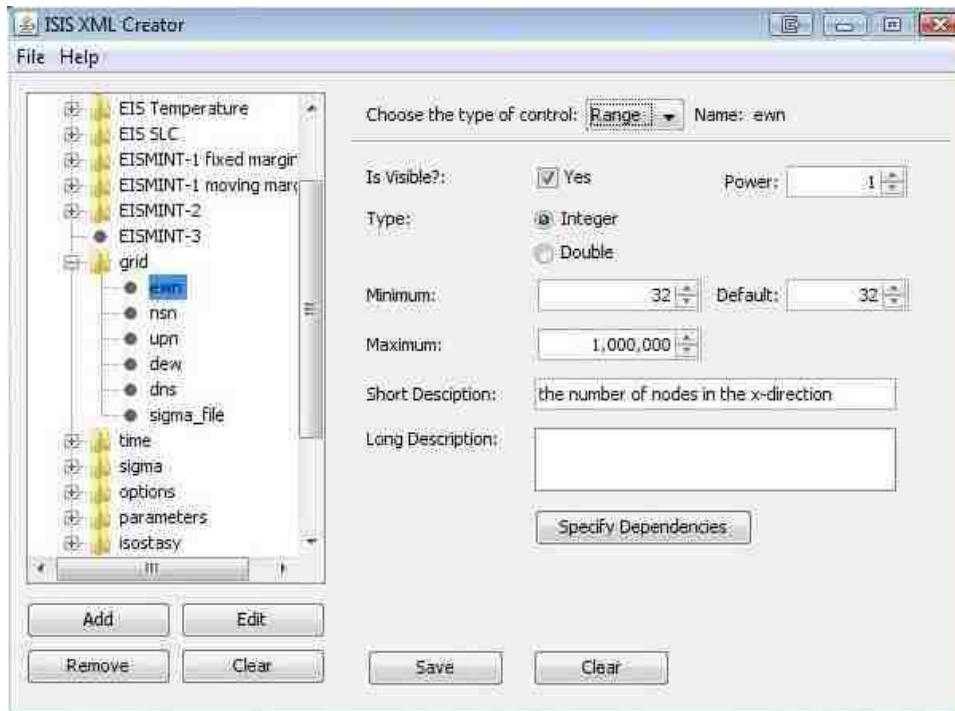 ISIS XML Creator
File Help
EIS Temperature
EIS SLC
EISMINT-1 fixed margin
EISMINT-1 moving marg
EISMINT-2
EISMINT-3
grid
ewn
nsn
upn
dew
dns
sigma_file
time
sigma
options
parameters
isostasy
Add Edit
Remove Clear
Choose the type of control: Range Name: ewn
Is Visible?: Yes Power: 1
Type: Integer
Double
Minimum: 32 Default: 32
Maximum: 1,000,000
Short Desciption: the number of nodes in the x-direction
Long Description:
Specify Dependencies
Save Clear